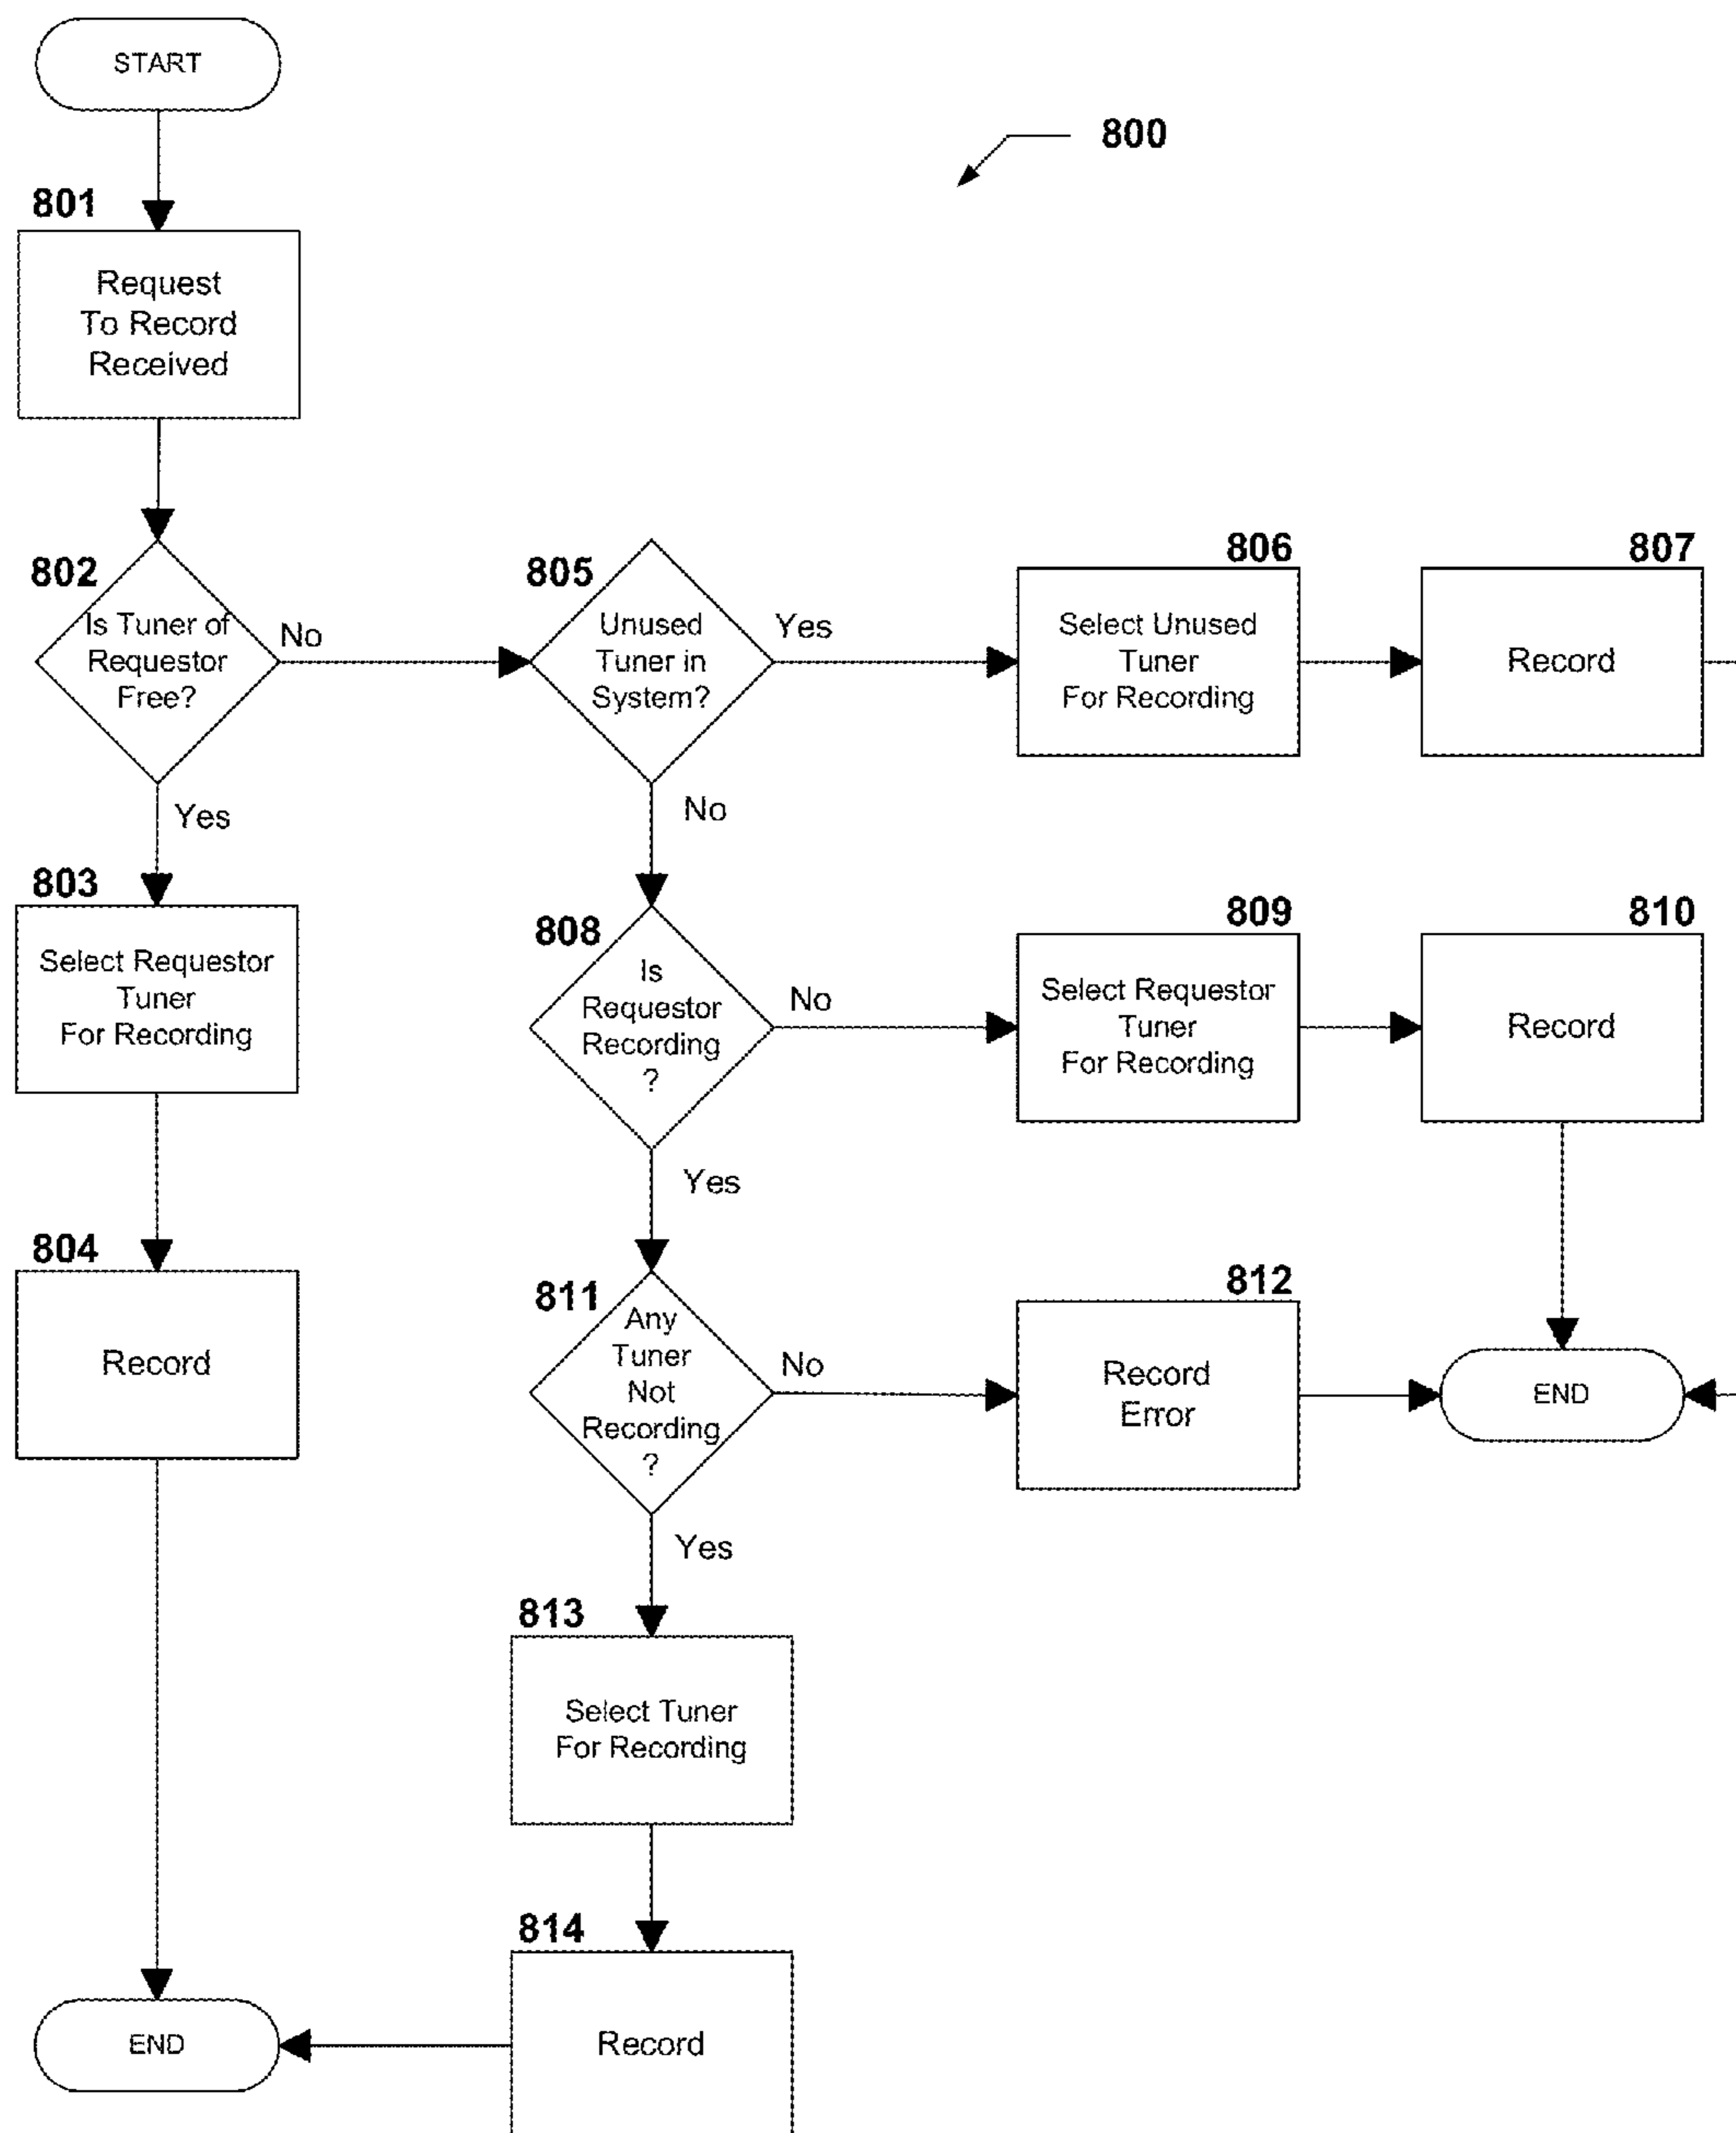 START
800
801
Request
To Record
Received
802
Is Tuner of
Requestor
Free?
No
Yes
805
Unused
Tuner in
System?
Yes
No
806
Select Unused
Tuner
For Recording
807
Record
803
Select Requestor
Tuner
For Recording
808
Is
Requestor
Recording
?
No
Yes
809
Select Requestor
Tuner
For Recording
810
Record
804
Record
811
Any
Tuner
Not
Recording
?
No
Yes
812
Record
Error
END
813
Select Tuner
For Recording
814
Record
END